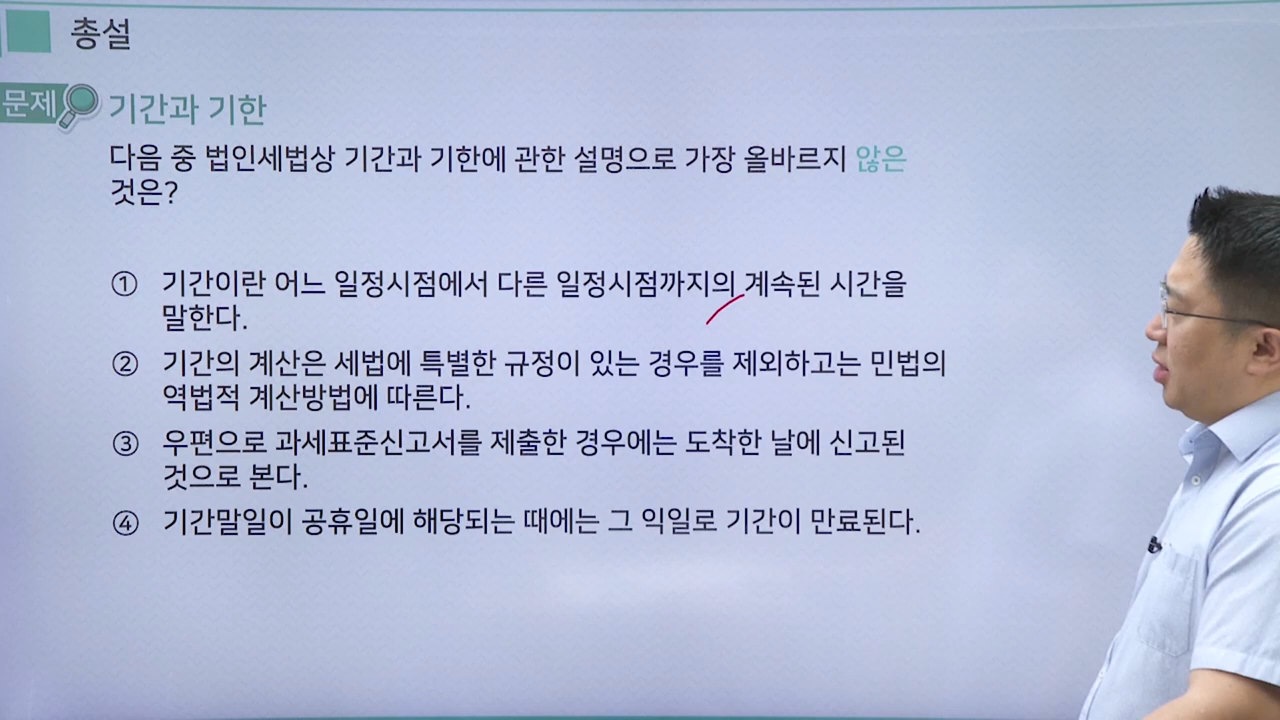 총설
문제 기간과 기한
다음 중 법인세법상 기간과 기한에 관한 설명으로 가장 올바르지 않은
것은?
① 기간이란 어느 일정시점에서 다른 일정시점까지의 계속된 시간을
말한다.
② 기간의 계산은 세법에 특별한 규정이 있는 경우를 제외하고는 민법의
역법적 계산방법에 따른다.
③ 우편으로 과세표준신고서를 제출한 경우에는 도착한 날에 신고된
것으로 본다.
④ 기간말일이 공휴일에 해당되는 때에는 그 익일로 기간이 만료된다.